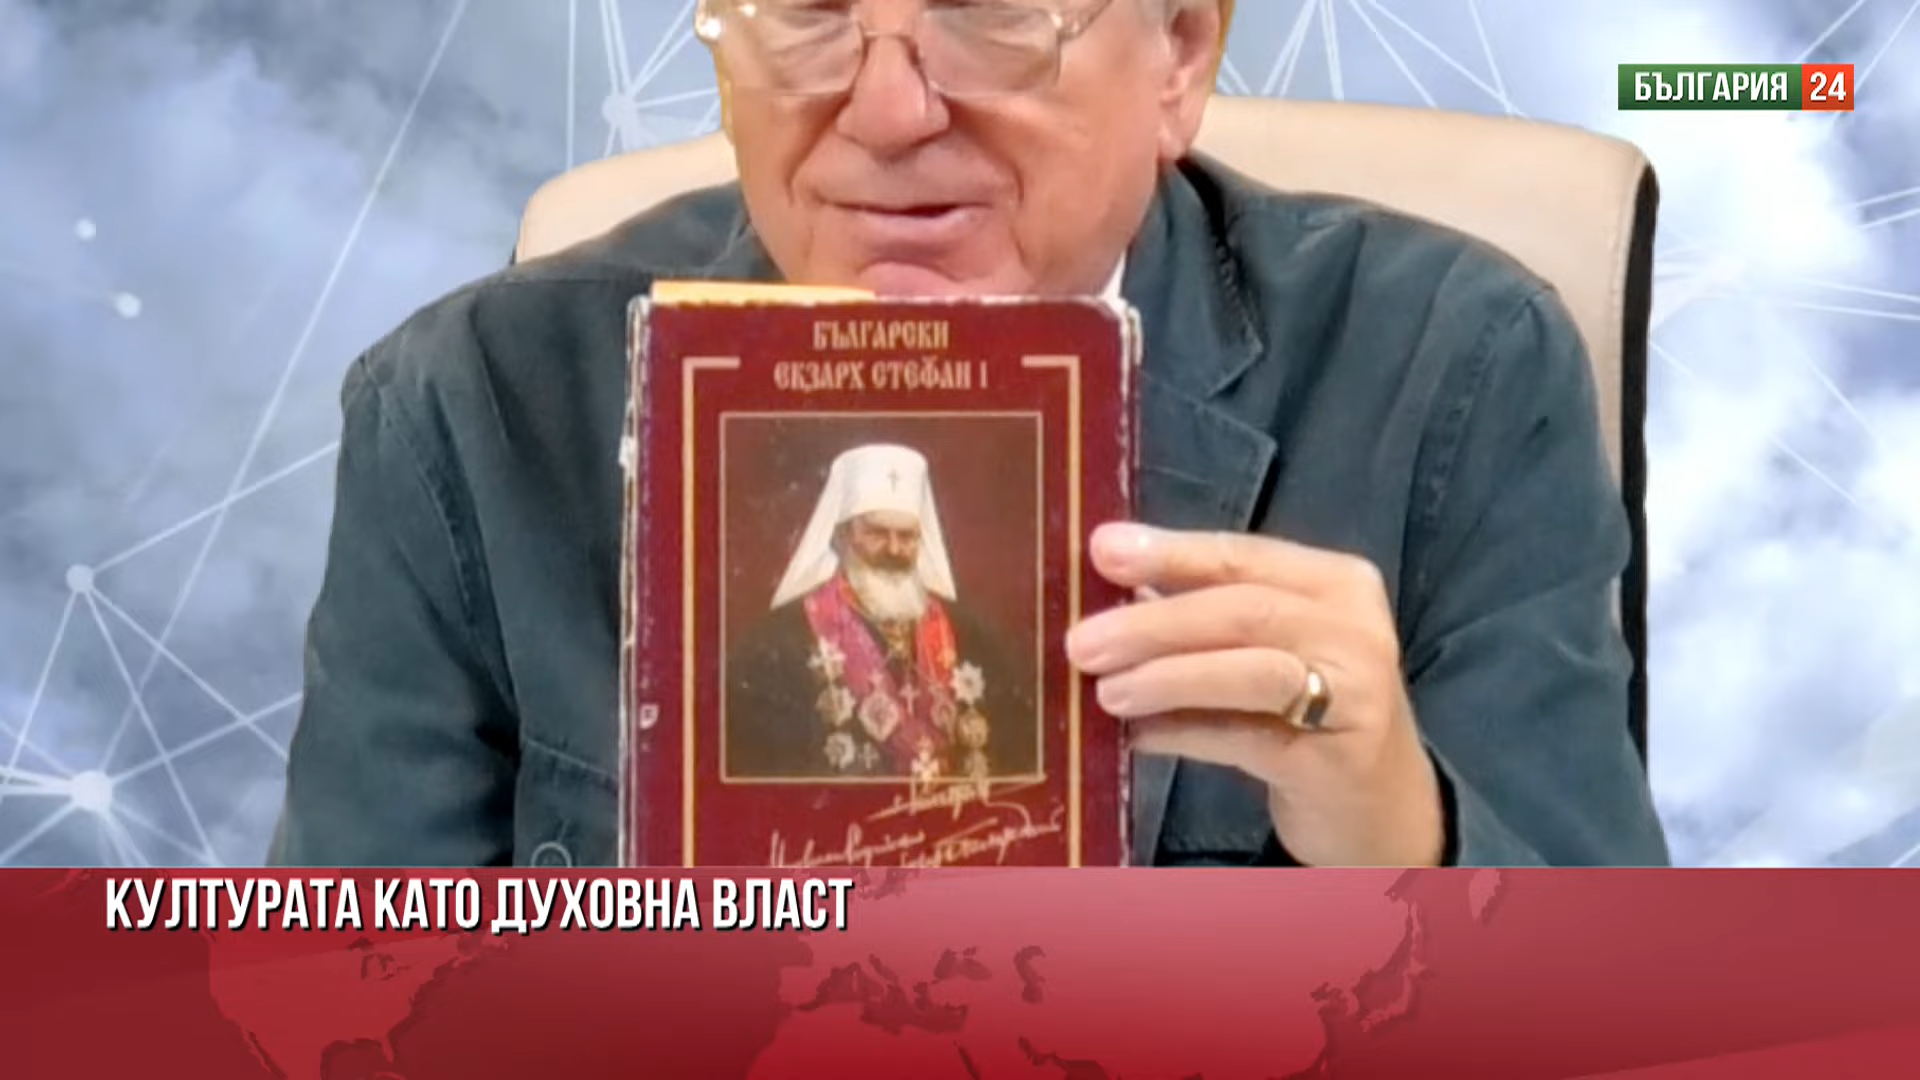 БЪЛГАРИЯ 24
БЪЛГАРСКИ
ЕКЗАРХ СТЕФАН I
КУЛТУРАТА КАТО ДУХОВНА ВЛАСТ